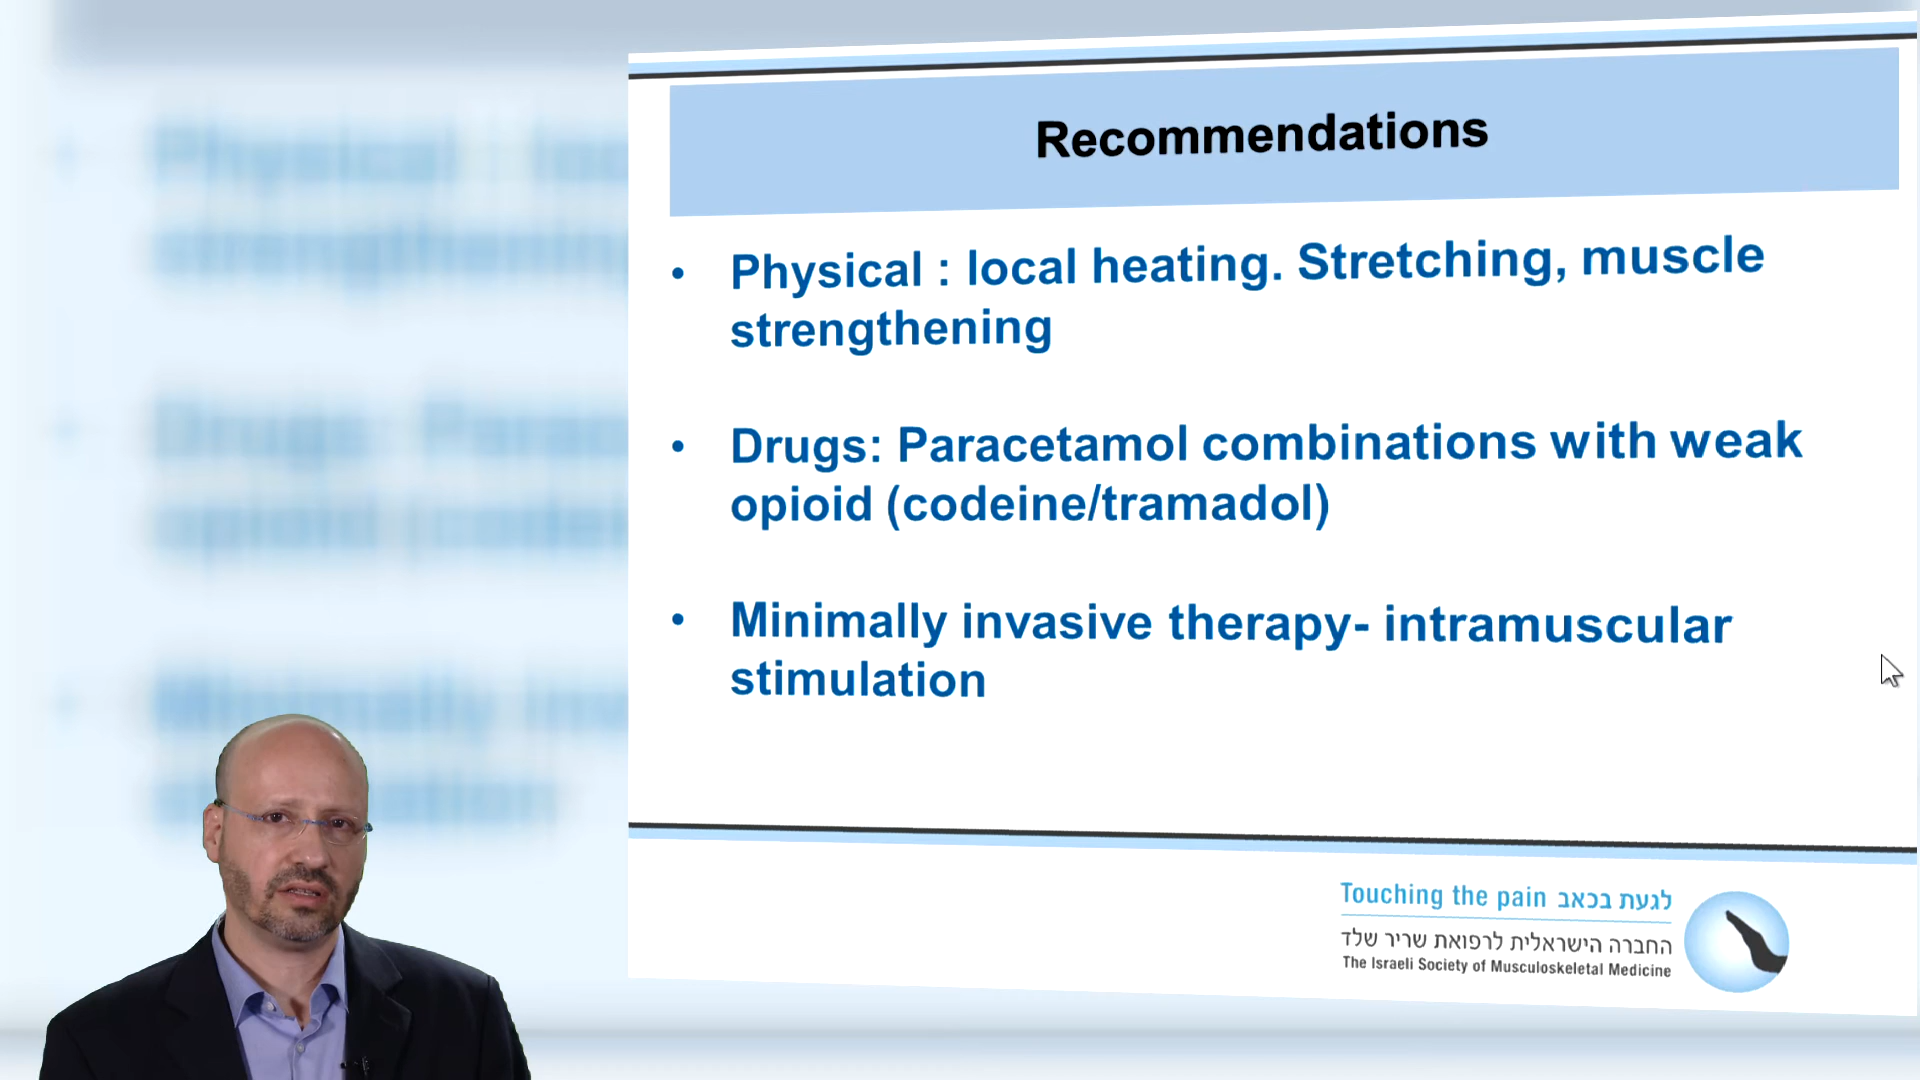 Recommendations
• Physical : local heating. Stretching, muscle
strengthening
• Drugs: Paracetamol combinations with weak
opioid (codeine/tramadol)
• Minimally invasive therapy- intramuscular
stimulation
Touching the pain לגעת בכאב
החברה הישראלית לרפואת שריר שלד
The Israeli Society of Musculoskeletal Medicine